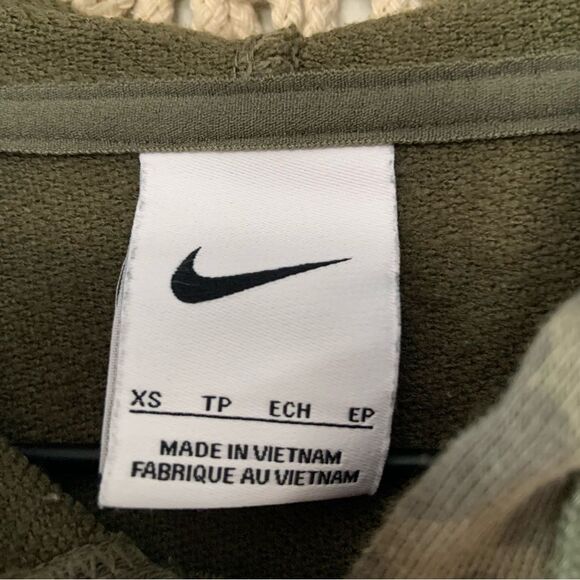 XS TP ECH EP
MADE IN VIETNAM
FABRIQUE AU VIETNAM